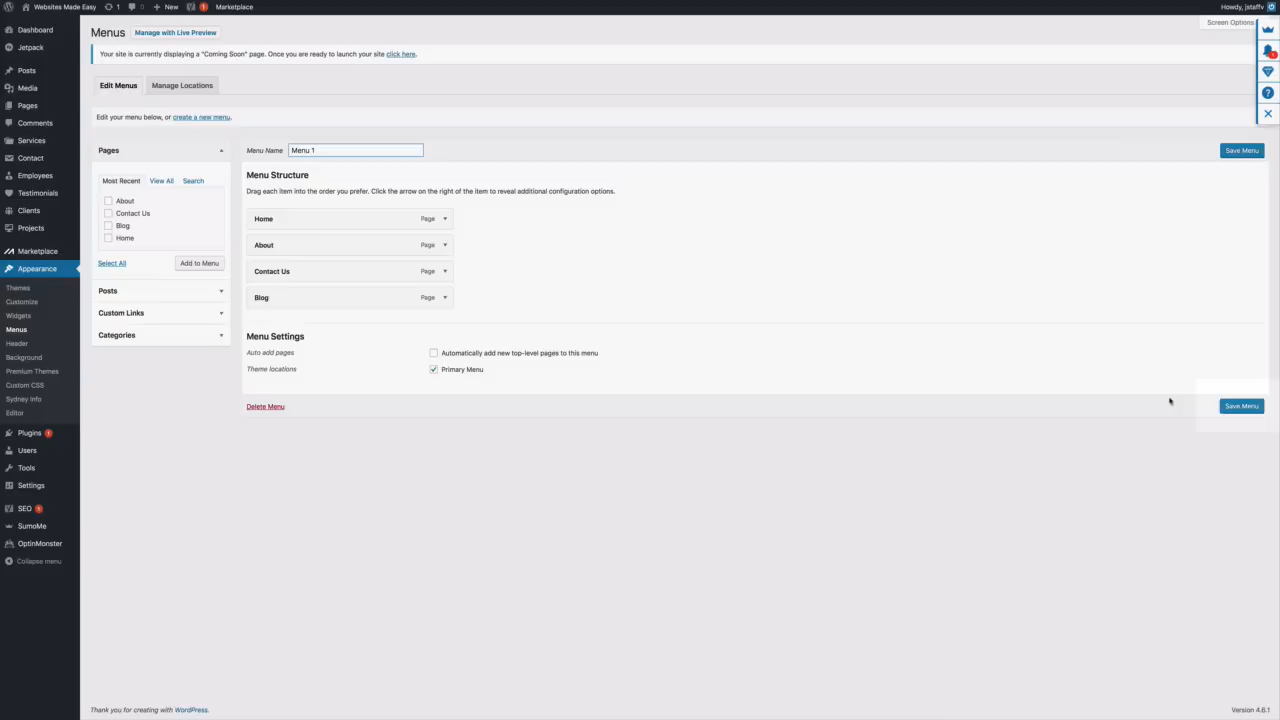 Websites Made Easy 1 0 + New 1 Marketplace Howdy, jstaffv
Dashboard
Jetpack
Posts
Media
Pages
Comments
Services
Contact
Employees
Testimonials
Clients
Projects
Marketplace
Appearance
Themes
Customize
Widgets
Menus
Header
Background
Premium Themes
Custom CSS
Sydney Info
Editor
Plugins 1
Users
Tools
Settings
SEO 1
SumoMe
OptinMonster
Collapse menu
Menus Manage with Live Preview Screen Options
Your site is currently displaying a "Coming Soon" page. Once you are ready to launch your site click here.
Edit Menus Manage Locations
Edit your menu below, or create a new menu.
Pages
Most Recent View All Search
About
Contact Us
Blog
Home
Select All Add to Menu
Posts
Custom Links
Categories
Menu Name Menu 1 Save Menu
Menu Structure
Drag each item into the order you prefer. Click the arrow on the right of the item to reveal additional configuration options.
Home Page
About Page
Contact Us Page
Blog Page
Menu Settings
Auto add pages Automatically add new top-level pages to this menu
Theme locations Primary Menu
Delete Menu Save Menu
Thank you for creating with WordPress. Version 4.6.1